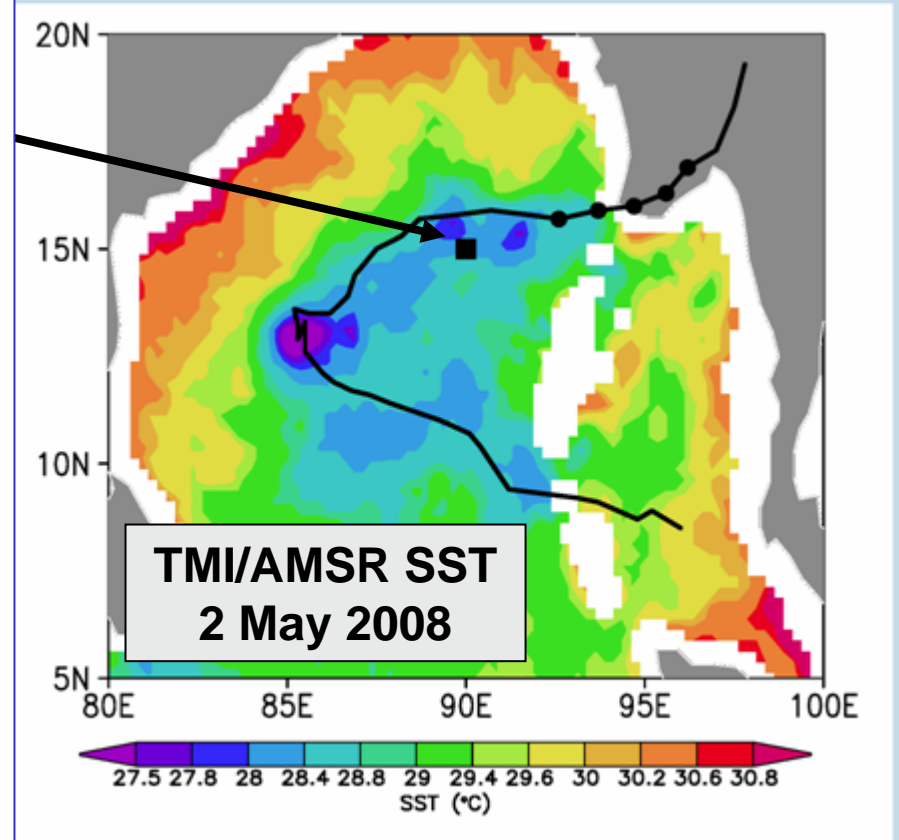 20N
15N
10N
5N
TMI/AMSR SST
2 May 2008
80E 85E 90E 95E 100E
27.5 27.8 28 28.4 28.8 29 29.4 29.6 30 30.2 30.6 30.8
SST (°C)